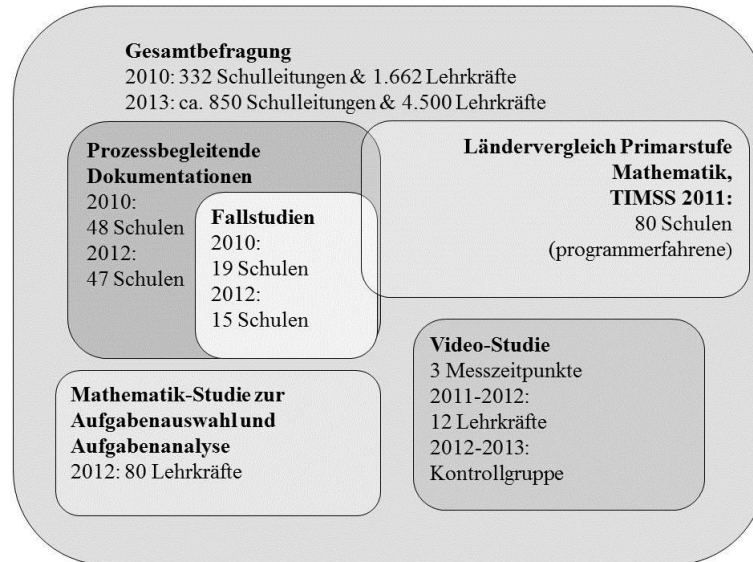 Gesamtbefragung
2010: 332 Schulleitungen & 1.662 Lehrkräfte
2013: ca. 850 Schulleitungen & 4.500 Lehrkräfte
Prozessbegleitende
Dokumentationen
2010:
48 Schulen
2012:
47 Schulen
Fallstudien
2010:
19 Schulen
2012:
15 Schulen
Ländervergleich Primarstufe
Mathematik,
TIMSS 2011:
80 Schulen
(programmerfahrene)
Mathematik-Studie zur
Aufgabenauswahl und
Aufgabenanalyse
2012: 80 Lehrkräfte
Video-Studie
3 Messzeitpunkte
2011-2012:
12 Lehrkräfte
2012-2013:
Kontrollgruppe